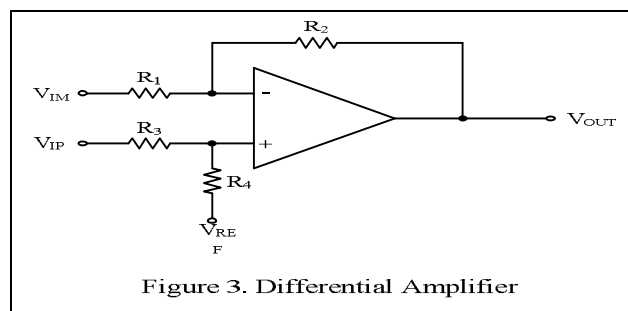 R2
R1
VIM
-
VOUT
R3
VIP
+
R4
VRE
F
Figure 3. Differential Amplifier